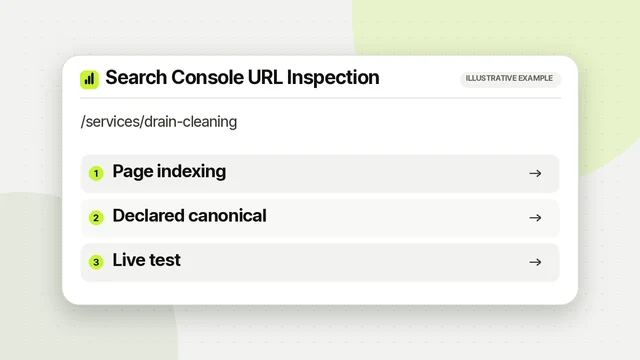 Search Console URL Inspection
ILLUSTRATIVE EXAMPLE
/services/drain-cleaning
1 Page indexing →
2 Declared canonical →
3 Live test →